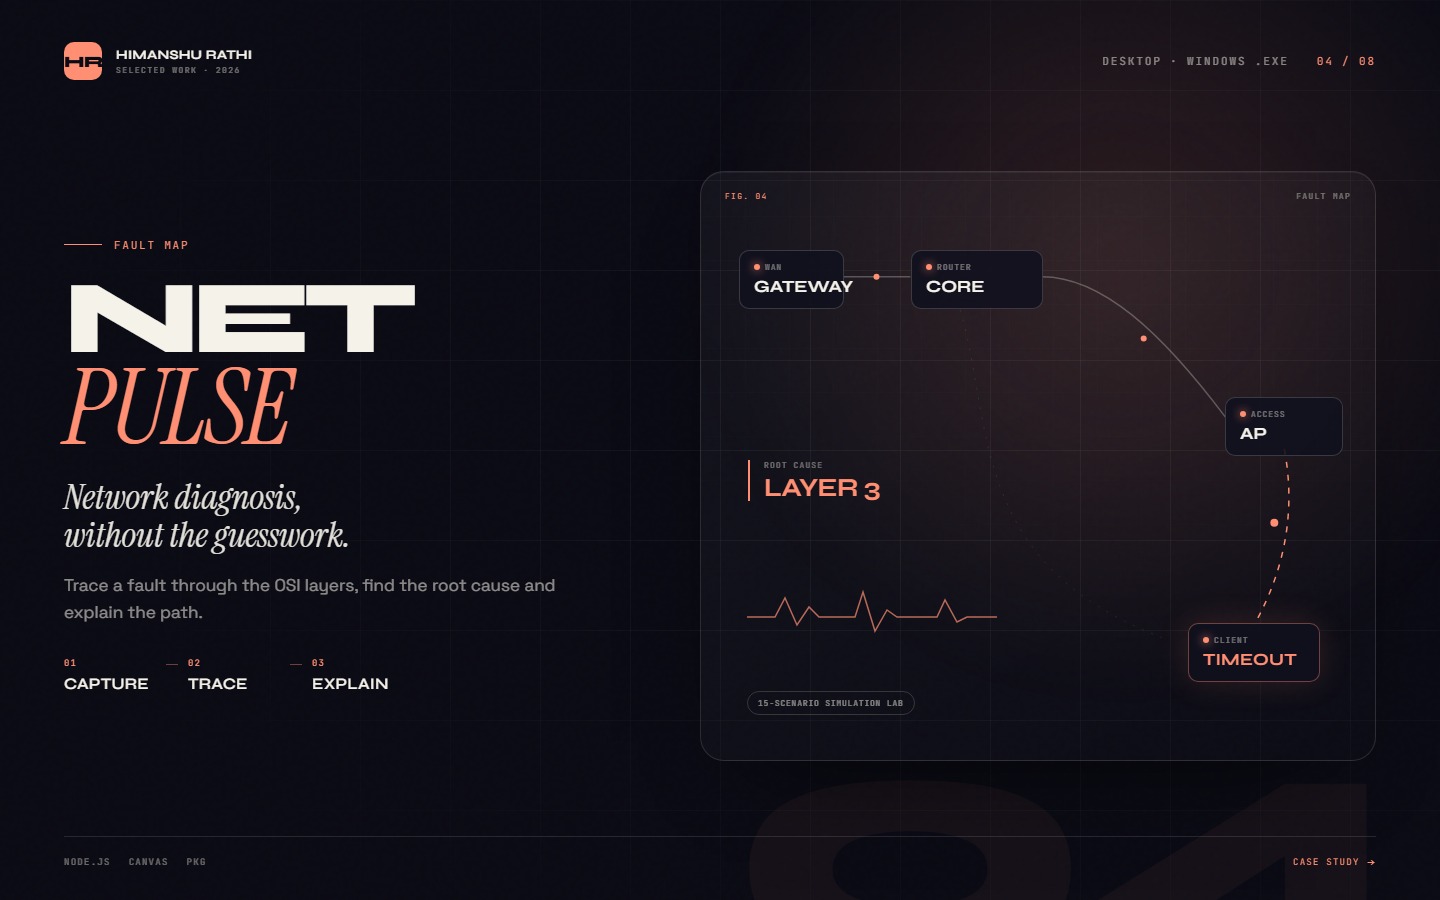 HR
HIMANSHU RATHI
SELECTED WORK · 2026
DESKTOP · WINDOWS .EXE
04 / 08
FAULT MAP
NET
PULSE
Network diagnosis,
without the guesswork.
Trace a fault through the OSI layers, find the root cause and
explain the path.
01
CAPTURE
02
TRACE
03
EXPLAIN
FIG. 04
FAULT MAP
WAN
GATEWAY
ROUTER
CORE
ACCESS
AP
ROOT CAUSE
LAYER 3
CLIENT
TIMEOUT
15-SCENARIO SIMULATION LAB
04
NODE.JS CANVAS PKG
CASE STUDY →